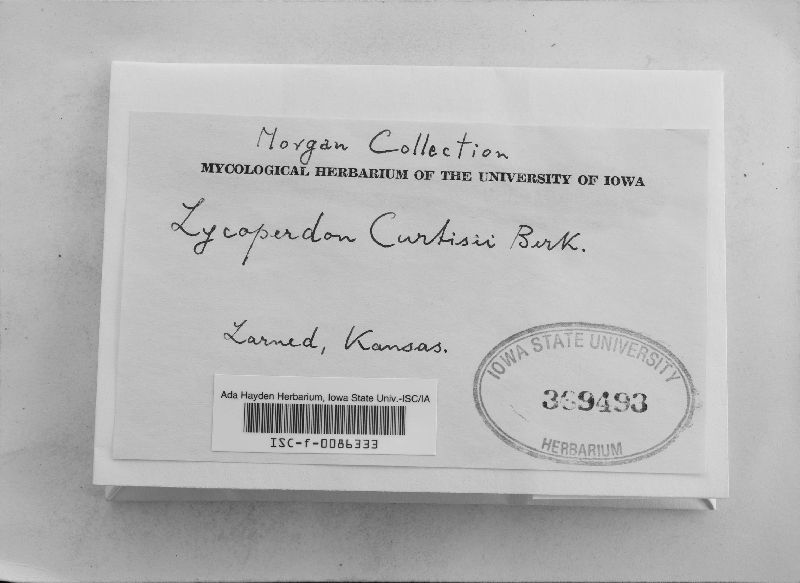 Morgan Collection
MYCOLOGICAL HERBARIUM OF THE UNIVERSITY OF IOWA
Lycoperdon Curtisii Berk.
Larned, Kansas.
Ada Hayden Herbarium, Iowa State Univ.-ISC/IA
ISC-f-0086333
IOWA STATE UNIVERSITY
369493
HERBARIUM